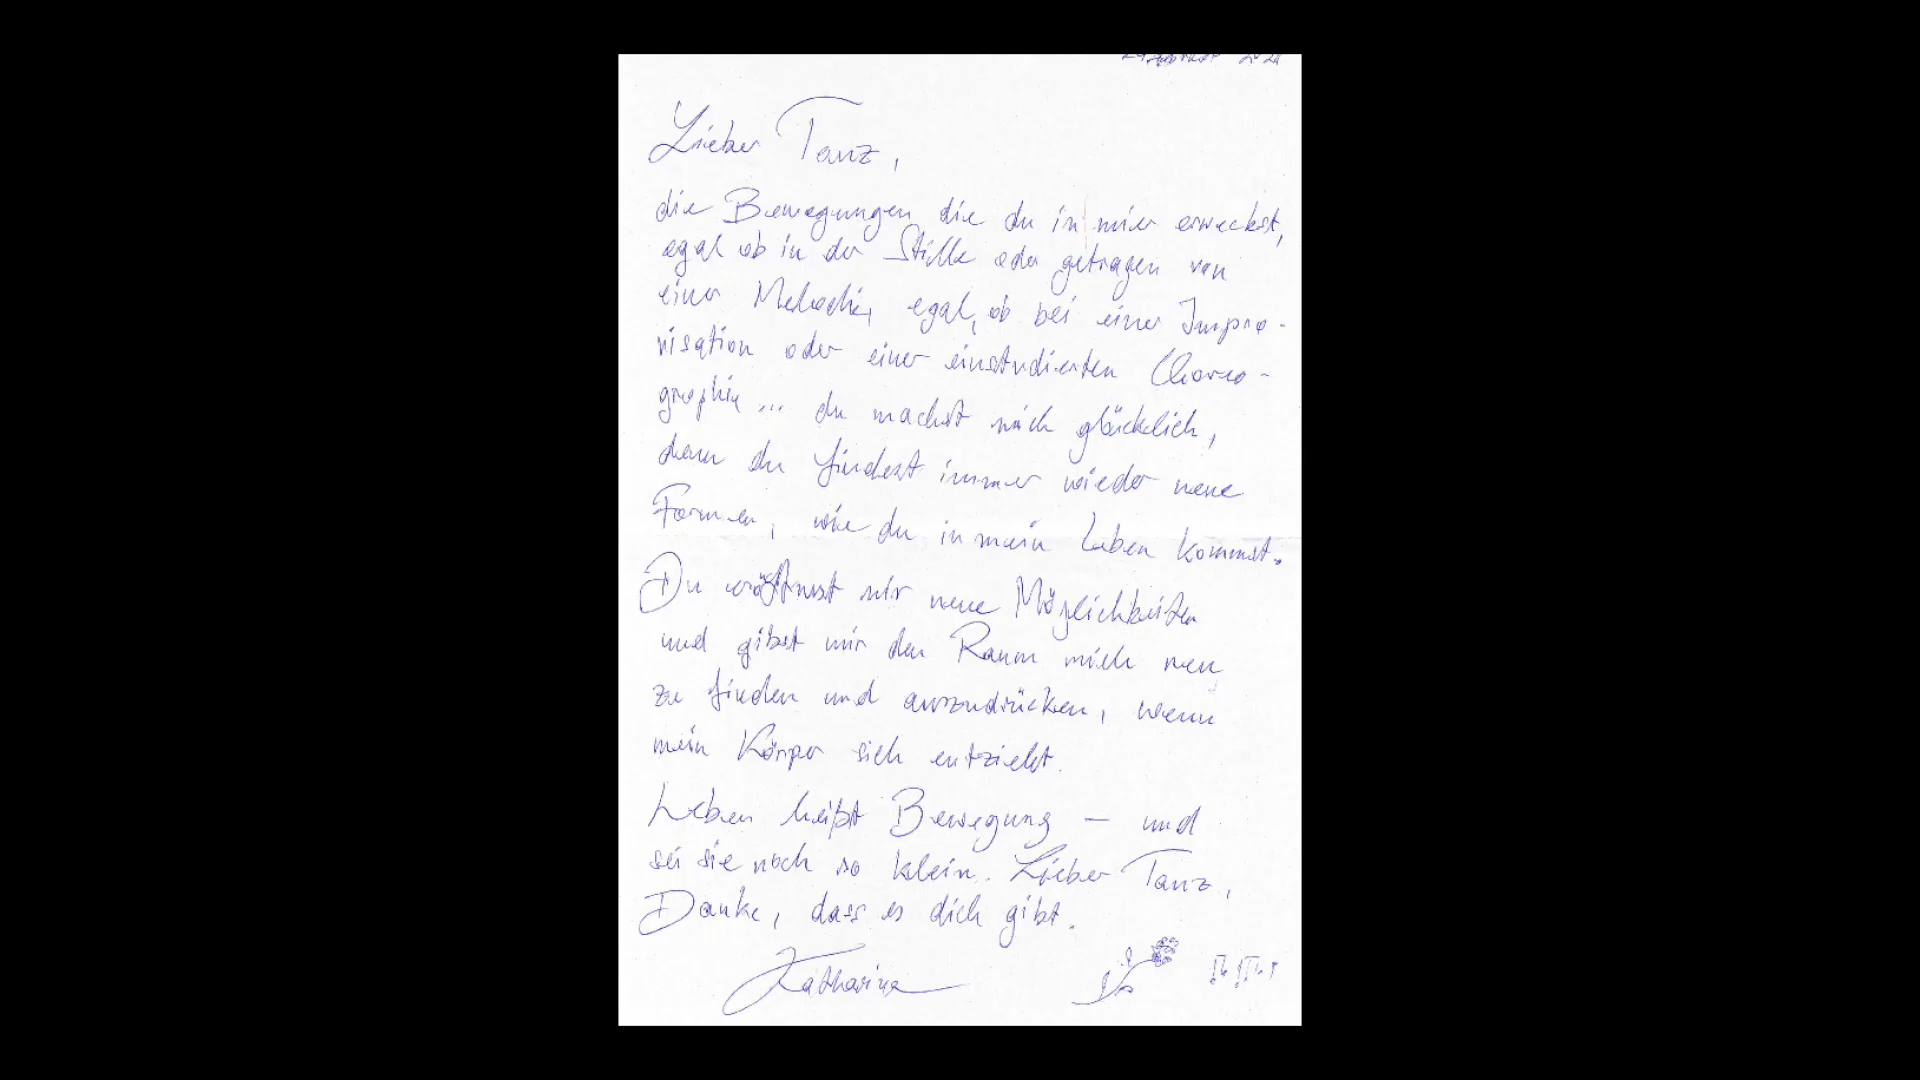 Lieber Tanz,
die Bewegungen, die du in mir erweckst,
egal ob in der Stille oder getragen von
einer Melodie, egal, ob bei einer Impro-
visation oder einer einstudierten Choreo-
graphie ... du machst mich glücklich,
denn du findest immer wieder neue
Formen, wie du in mein Leben kommst.
Du eröffnest mir neue Möglichkeiten
und gibst mir den Raum mich neu
zu finden und auszudrücken, wenn
mein Körper sich entzieht.
Leben heißt Bewegung – und
sei sie noch so klein. Lieber Tanz,
Danke, dass es dich gibt.
Katharina